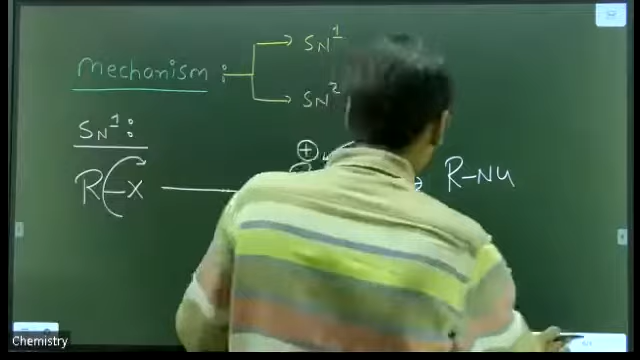 SN1
Mechanism :
SN2
SN1 :
R-X
⊕
R-Nu
Chemistry